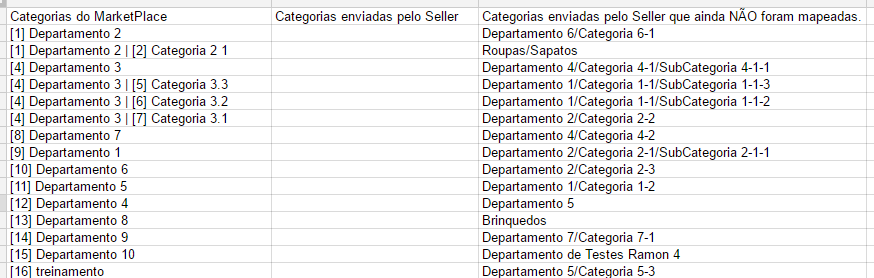 Categorias do MarketPlace Categorias enviadas pelo Seller Categorias enviadas pelo Seller que ainda NÃO foram mapeadas.
[1] Departamento 2 Departamento 6/Categoria 6-1
[1] Departamento 2 | [2] Categoria 2 1 Roupas/Sapatos
[4] Departamento 3 Departamento 4/Categoria 4-1/SubCategoria 4-1-1
[4] Departamento 3 | [5] Categoria 3.3 Departamento 1/Categoria 1-1/SubCategoria 1-1-3
[4] Departamento 3 | [6] Categoria 3.2 Departamento 1/Categoria 1-1/SubCategoria 1-1-2
[4] Departamento 3 | [7] Categoria 3.1 Departamento 2/Categoria 2-2
[8] Departamento 7 Departamento 4/Categoria 4-2
[9] Departamento 1 Departamento 2/Categoria 2-1/SubCategoria 2-1-1
[10] Departamento 6 Departamento 2/Categoria 2-3
[11] Departamento 5 Departamento 1/Categoria 1-2
[12] Departamento 4 Departamento 5
[13] Departamento 8 Brinquedos
[14] Departamento 9 Departamento 7/Categoria 7-1
[15] Departamento 10 Departamento de Testes Ramon 4
[16] treinamento Departamento 5/Categoria 5-3